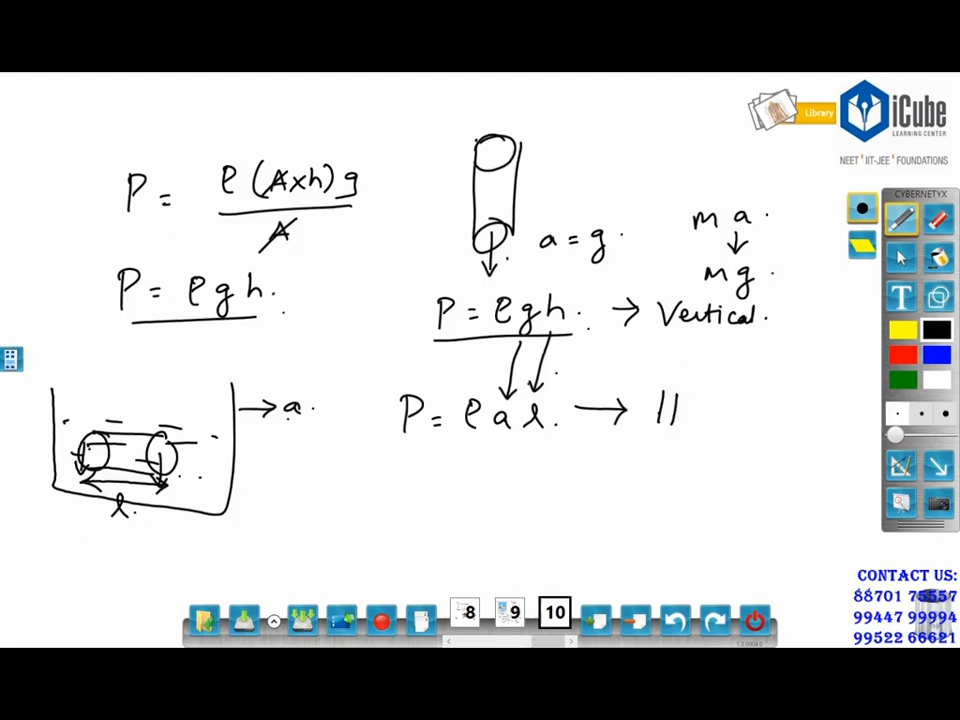 Library
iCube
LEARNING CENTER
NEET ' IIT-JEE ' FOUNDATIONS
CYBERNETYX
P = ρ(A×h)g
A
P = ρgh.
a = g.
m a.
mg.
P = ρgh. → Vertical.
→ a.
P = ρal. → ||
l.
T
8
9
10
CONTACT US:
88701 75557
99447 99994
99522 66621